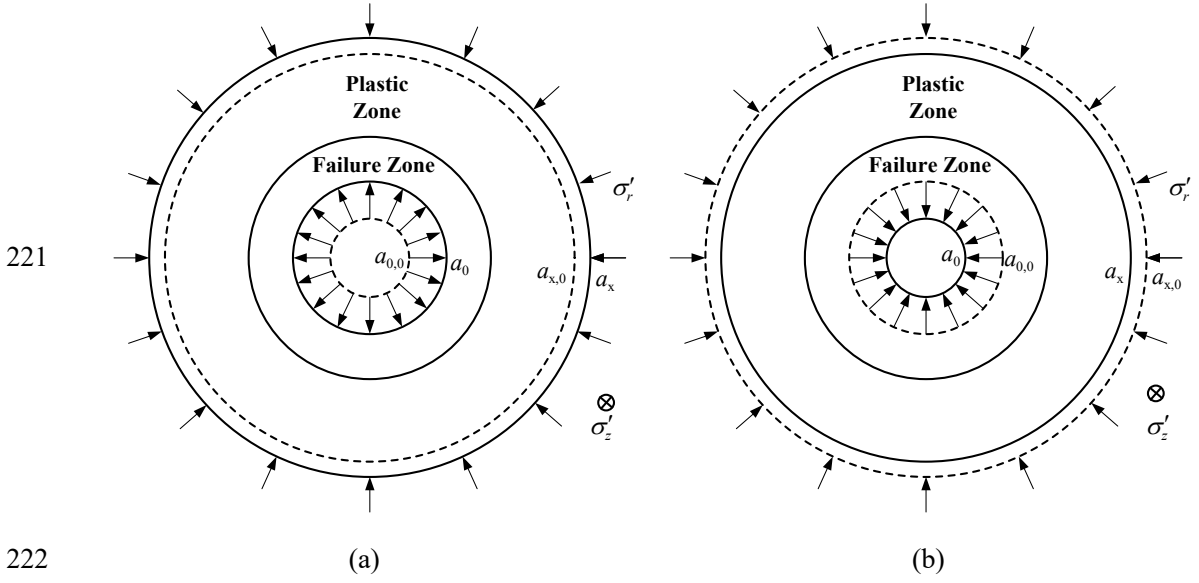 Plastic
Zone
Failure Zone
σ′r
221
a0,0
a0
ax,0
ax
σ′z
Plastic
Zone
Failure Zone
σ′r
a0
a0,0
ax
ax,0
σ′z
222
(a)
(b)